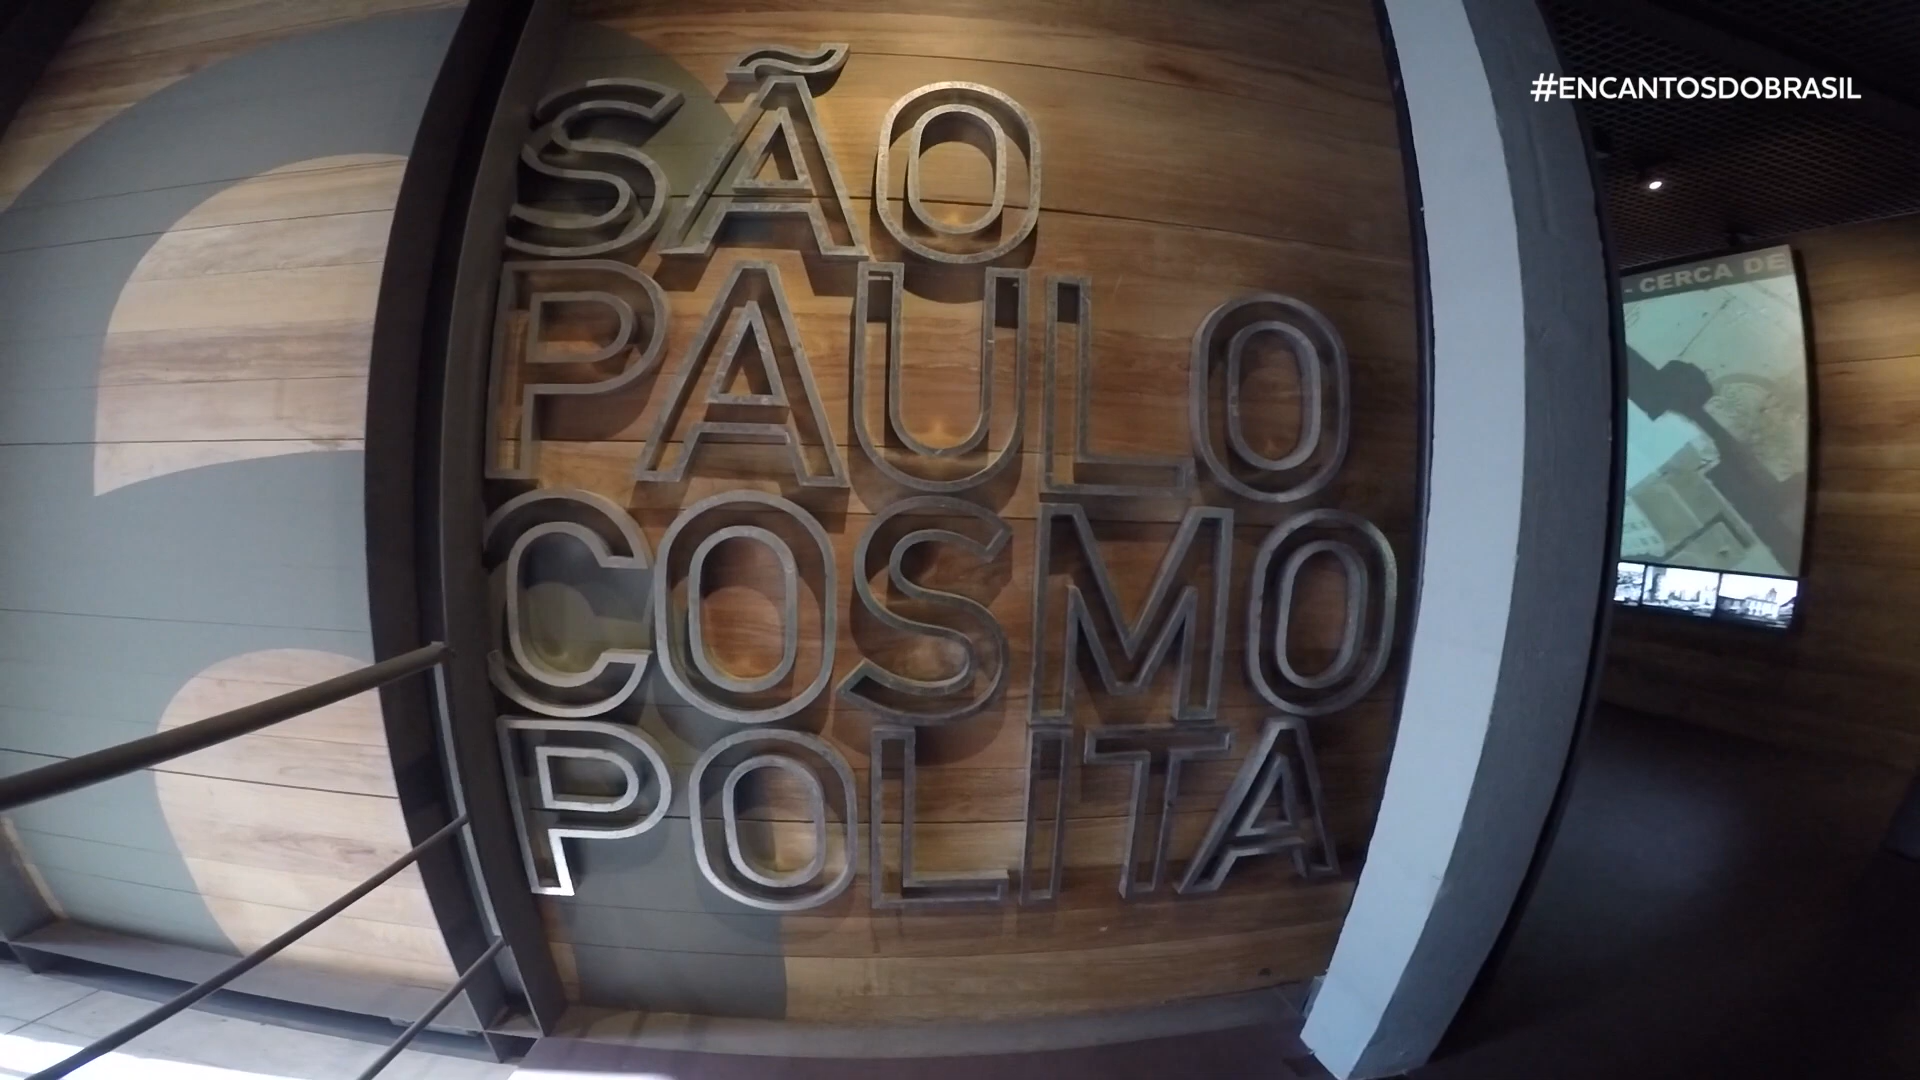 #ENCANTOSDOBRASIL
SÃO
PAULO
COSMO
POLITA
- CERCA DE